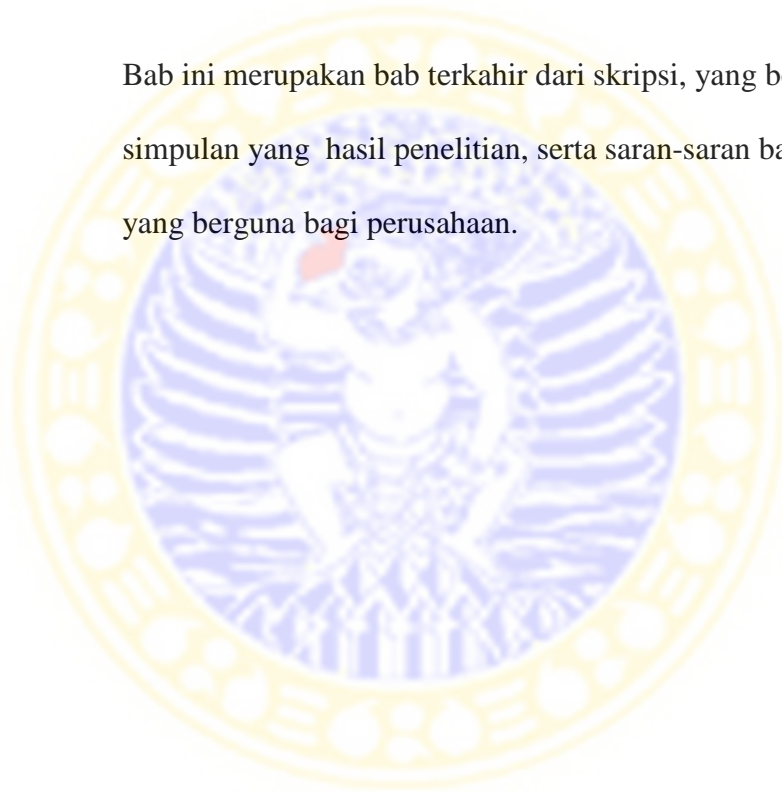 Bab ini merupakan bab terkahir dari skripsi, yang
simpulan yang  hasil penelitian, serta saran-saran
yang berguna bagi perusahaan.